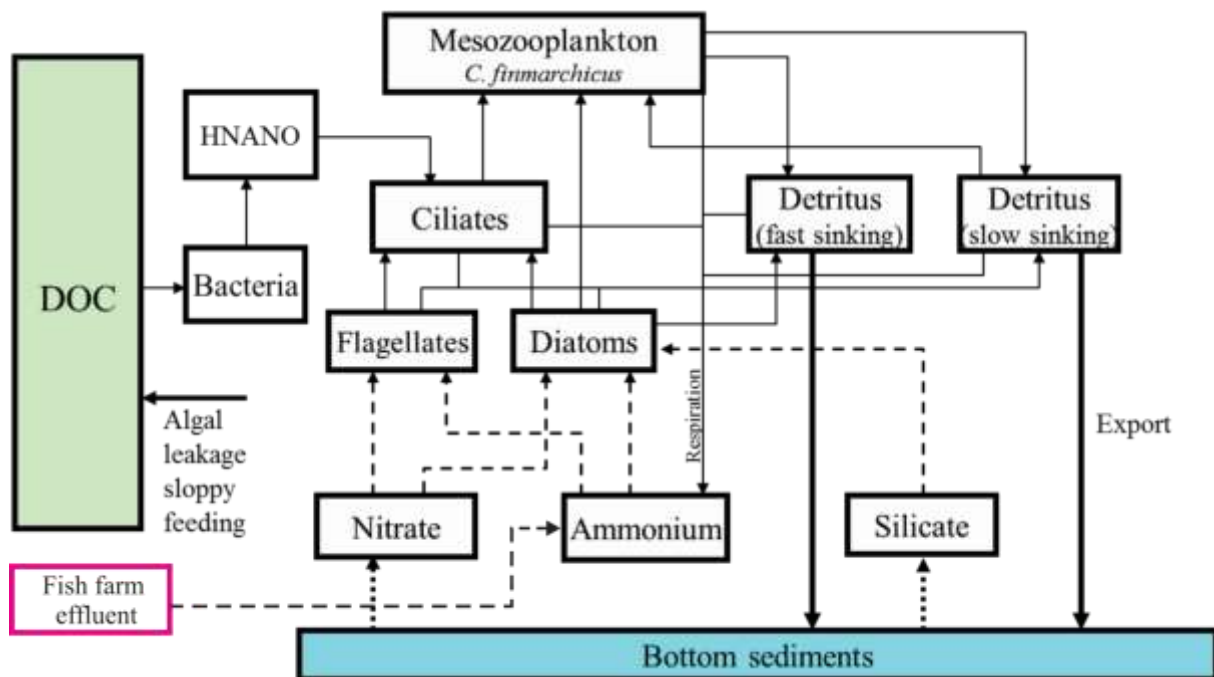 Mesozooplankton
C. finmarchicus
HNANO
Ciliates
Detritus
(fast sinking)
Detritus
(slow sinking)
DOC
Bacteria
Flagellates
Diatoms
Respiration
Export
Algal
leakage
sloppy
feeding
Nitrate
Ammonium
Silicate
Fish farm
effluent
Bottom sediments